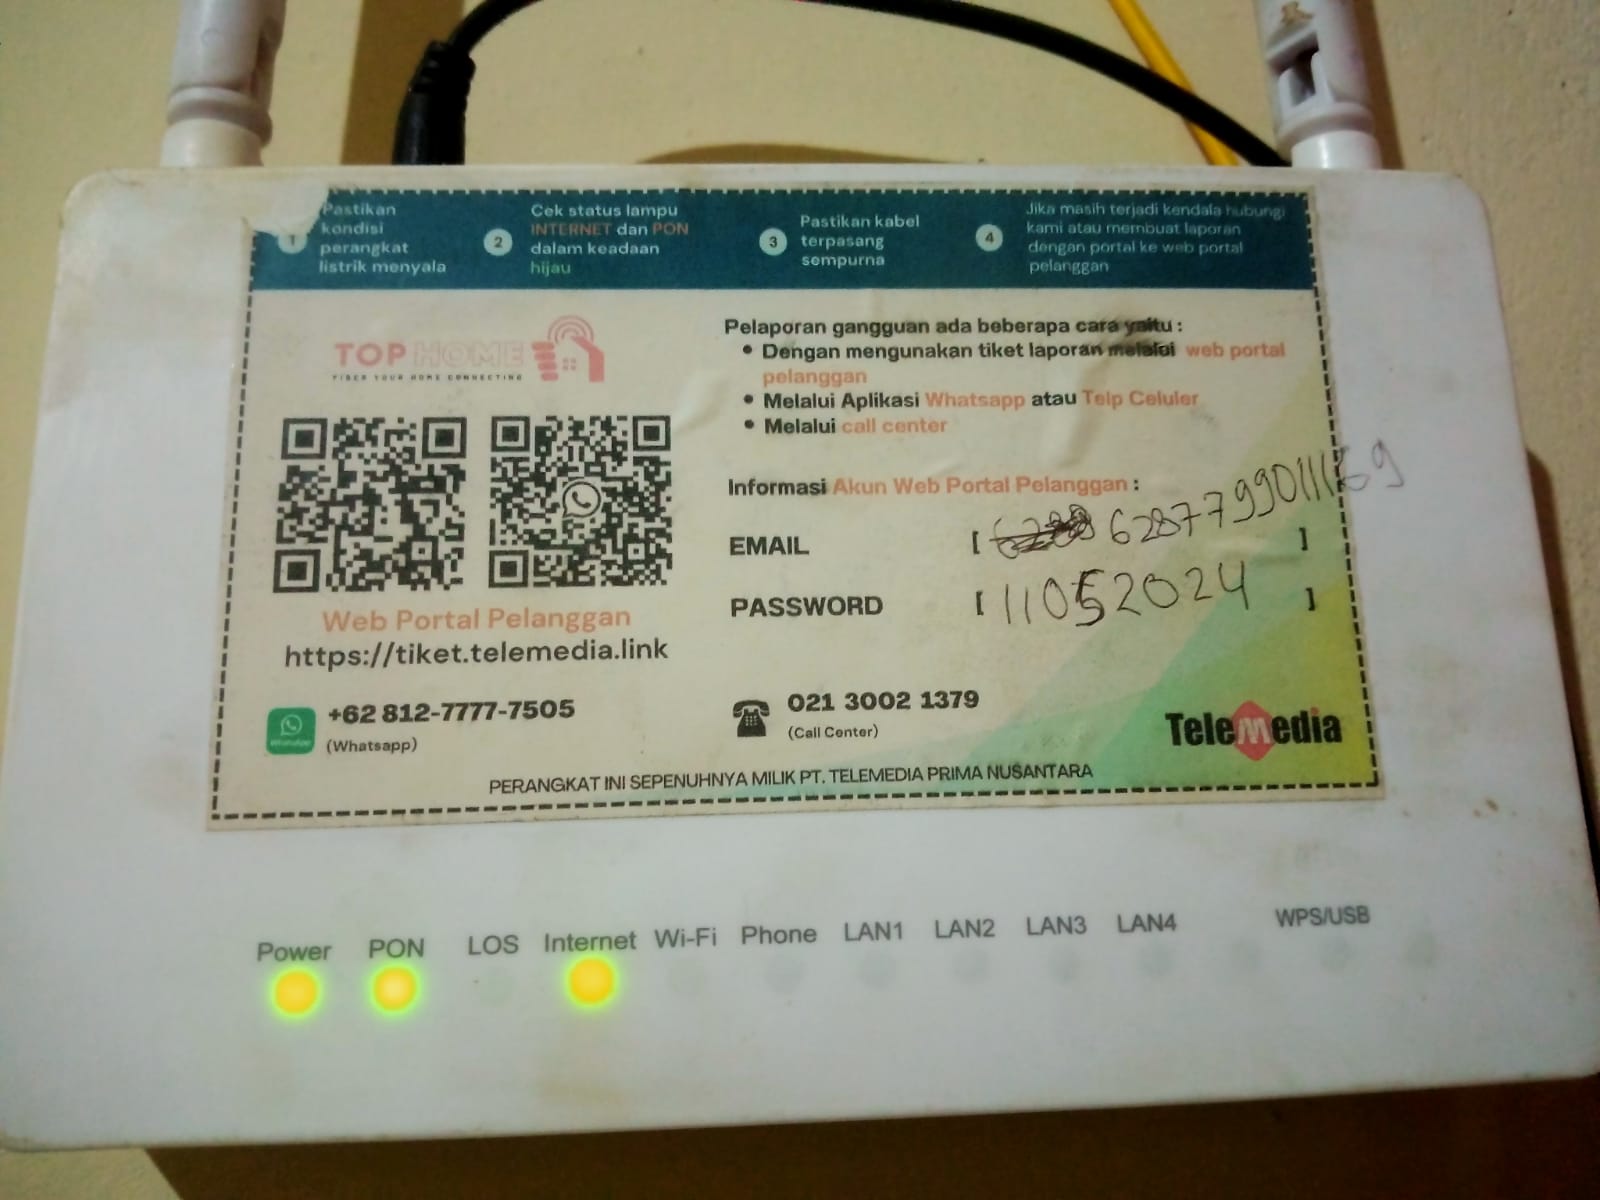 1 Pastikan
kondisi
perangkat
listrik menyala
2 Cek status lampu
INTERNET dan PON
dalam keadaan
hijau
3 Pastikan kabel
terpasang
sempurna
4 Jika masih terjadi kendala hubungi
kami atau membuat laporan
dengan portal ke web portal
pelanggan
TOP HOME
FIBER YOUR HOME CONNECTING
Web Portal Pelanggan
https://tiket.telemedia.link
+62 812-7777-7505
(Whatsapp)
Pelaporan gangguan ada beberapa cara yaitu :
• Dengan mengunakan tiket laporan melalui web portal
pelanggan
• Melalui Aplikasi Whatsapp atau Telp Celuler
• Melalui call center
Informasi Akun Web Portal Pelanggan :
EMAIL [ ]
PASSWORD [ 11052024 ]
021 3002 1379
(Call Center)
TeleMedia
PERANGKAT INI SEPENUHNYA MILIK PT. TELEMEDIA PRIMA NUSANTARA
Power PON LOS Internet Wi-Fi Phone LAN1 LAN2 LAN3 LAN4 WPS/USB